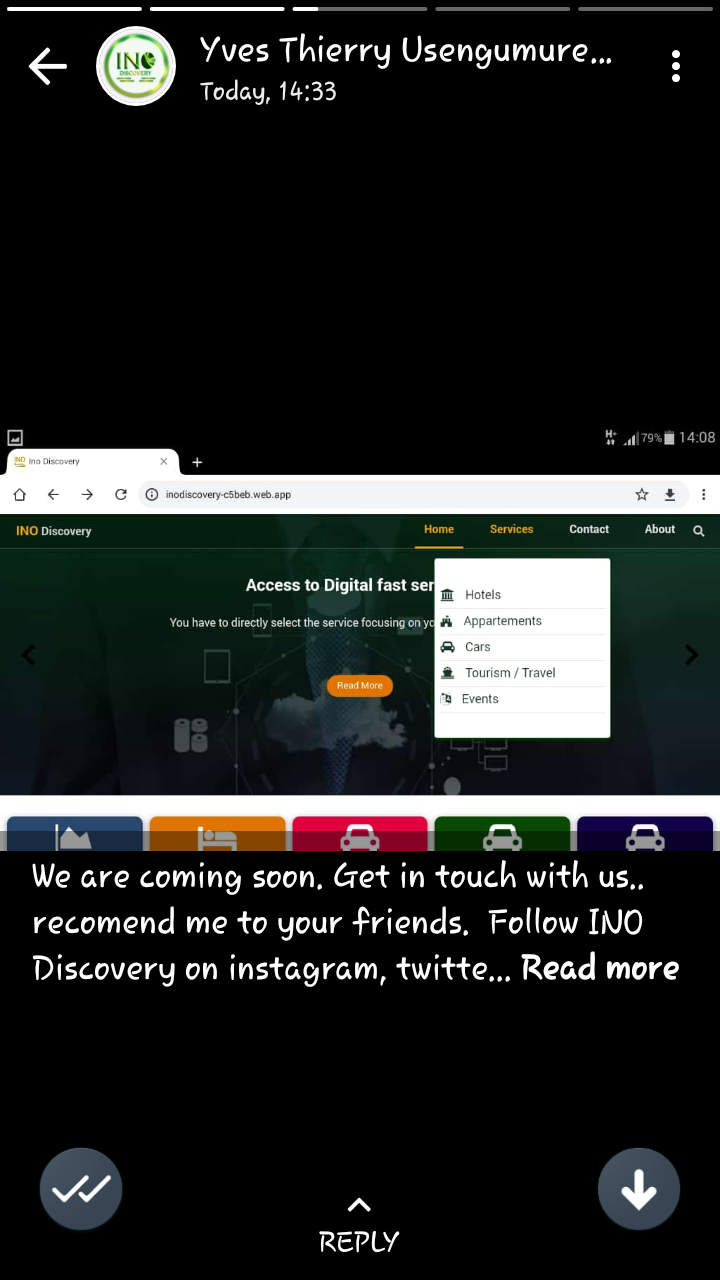 Yves Thierry Usengumure...
Today, 14:33
INO
DISCOVERY
H+ 79% 14:08
Ino Discovery
inodiscovery-c5beb.web.app
INO Discovery Home Services Contact About
Access to Digital fast ser
You have to directly select the service focusing on yo
Read More
Hotels
Appartements
Cars
Tourism / Travel
Events
We are coming soon. Get in touch with us..
recomend me to your friends. Follow INO
Discovery on instagram, twitte... Read more
REPLY